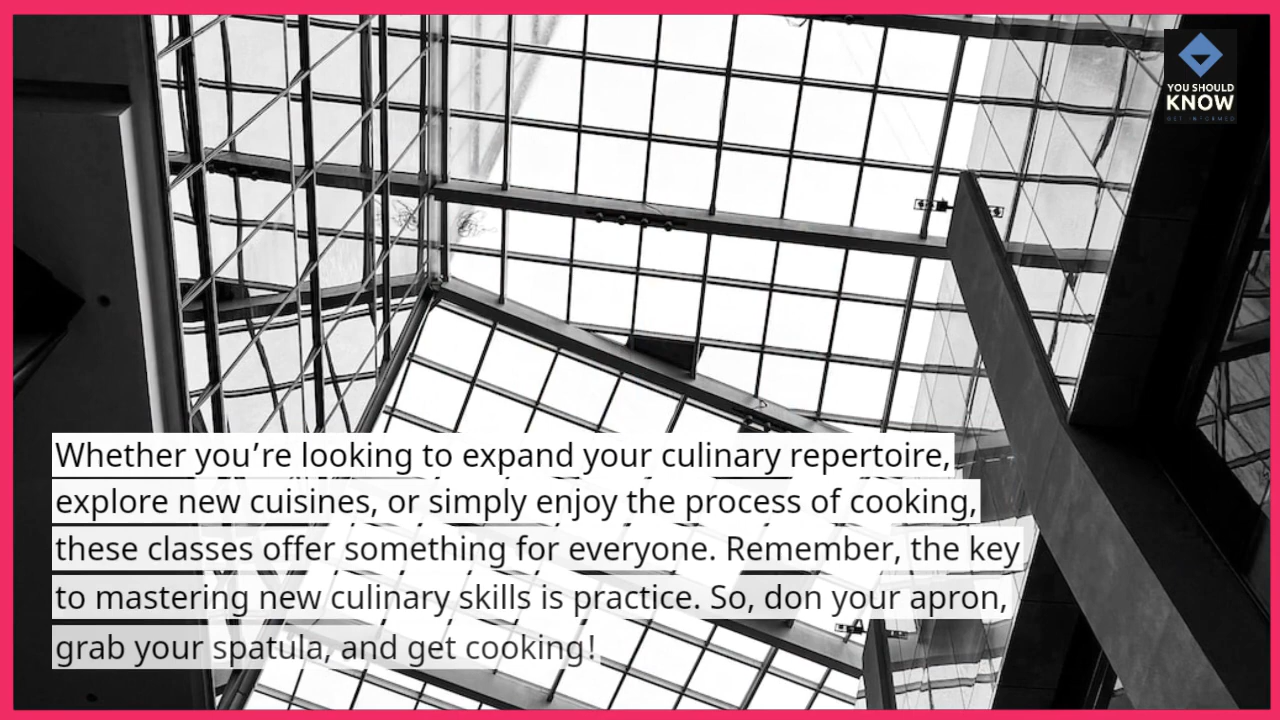 YOU SHOULD
KNOW
GET INFORMED
Whether you’re looking to expand your culinary repertoire,
explore new cuisines, or simply enjoy the process of cooking,
these classes offer something for everyone. Remember, the key
to mastering new culinary skills is practice. So, don your apron,
grab your spatula, and get cooking!